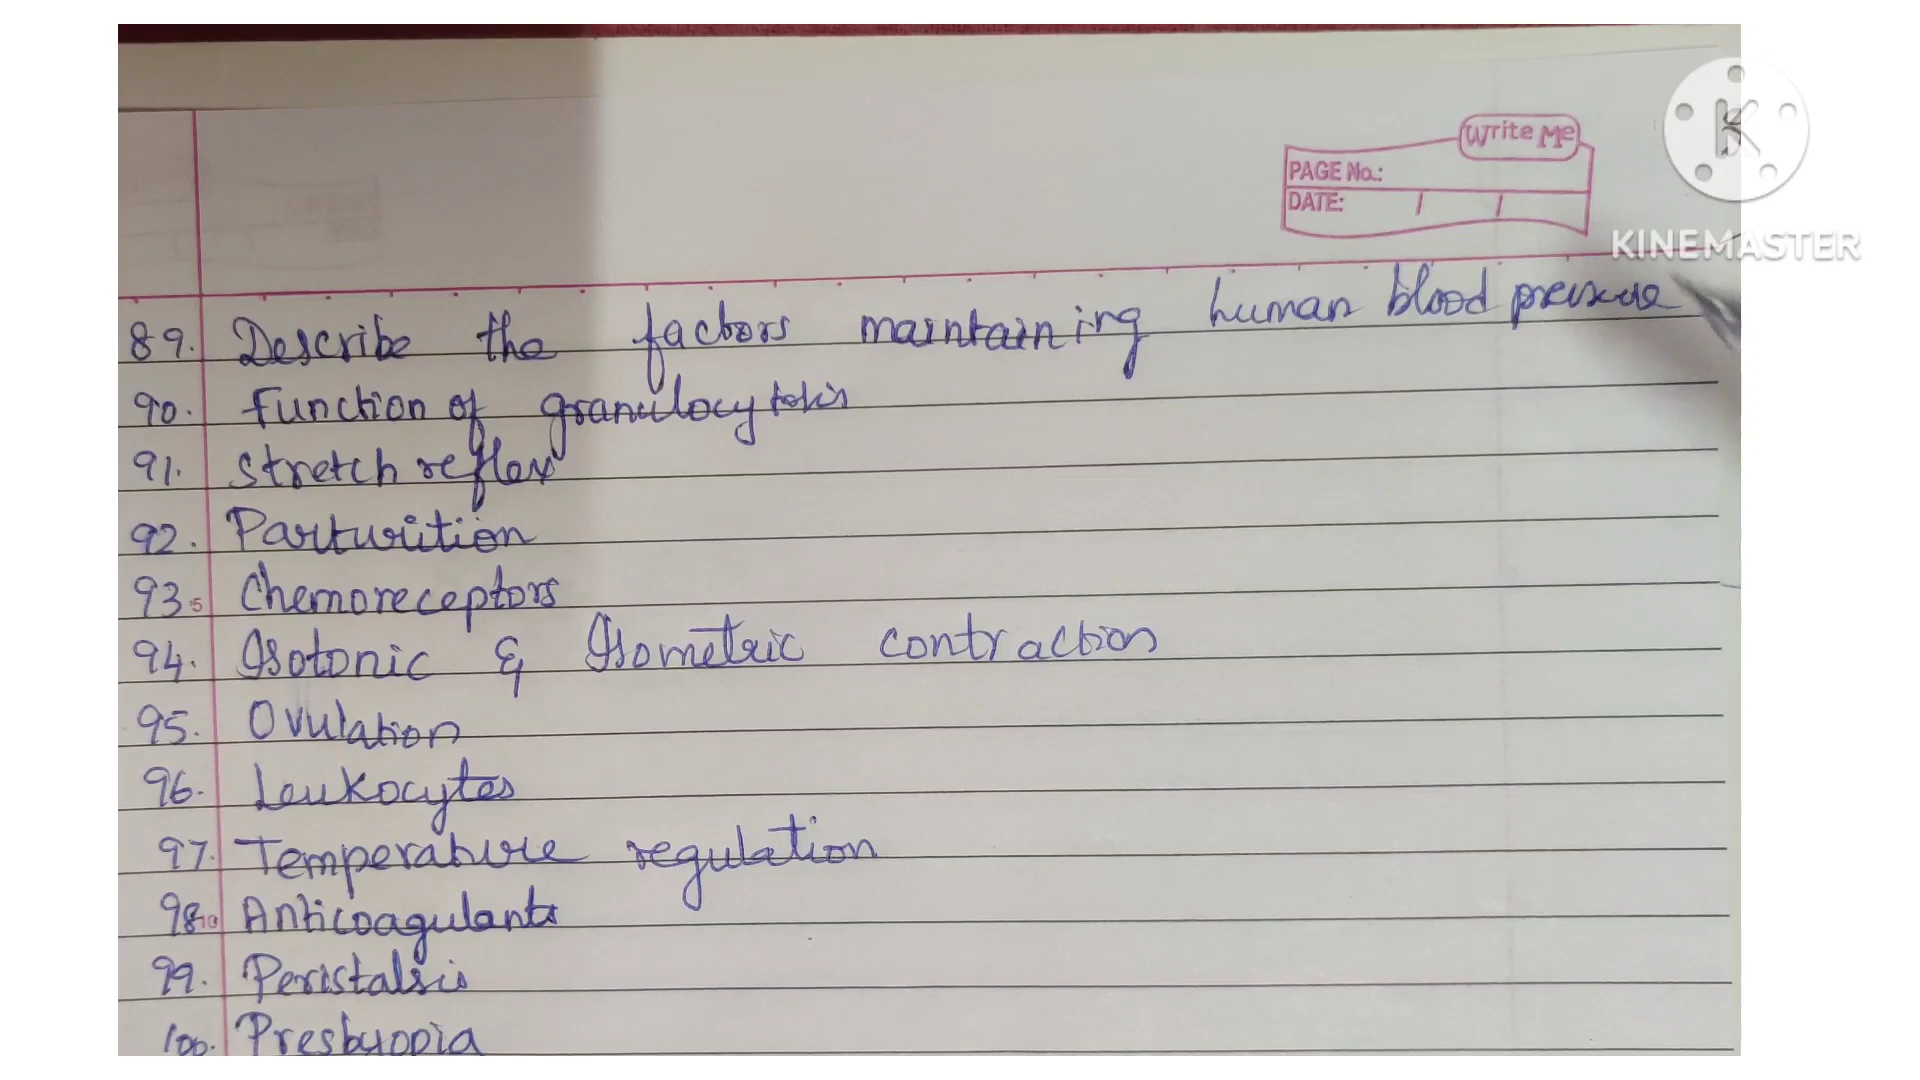 Write Me
PAGE No.:
DATE: / /
KINEMASTER
89. Describe the factors maintaining human blood pressure
90. Function of granulocytosis
91. Stretch reflex
92. Parturition
93. Chemoreceptors
94. Isotonic & Isometric contraction
95. Ovulation
96. Leukocytes
97. Temperature regulation
98. Anticoagulants
99. Peristalsis
100. Presbyopia